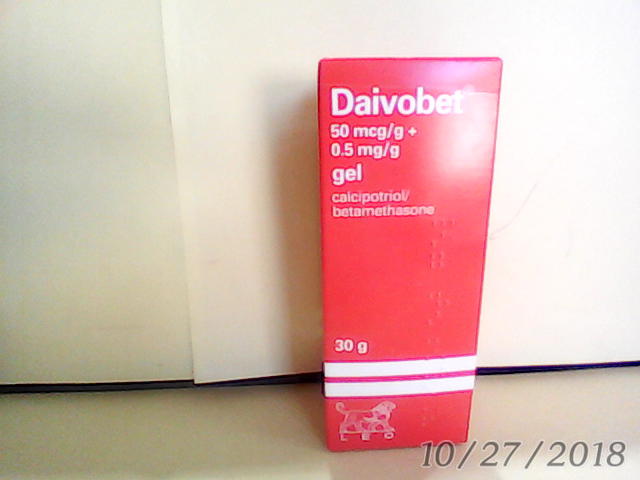 Daivobet®
50 mcg/g +
0.5 mg/g
gel
calcipotriol/
betamethasone
30 g
LEO
10/27/2018